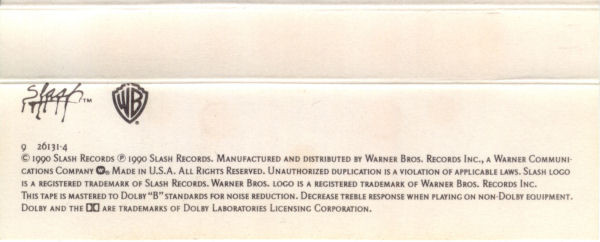 Slash TM WB
9 26131-4
© 1990 SLASH RECORDS ℗ 1990 SLASH RECORDS. MANUFACTURED AND DISTRIBUTED BY WARNER BROS. RECORDS INC., A WARNER COMMUNI-
CATIONS COMPANY W®. MADE IN U.S.A. ALL RIGHTS RESERVED. UNAUTHORIZED DUPLICATION IS A VIOLATION OF APPLICABLE LAWS. SLASH LOGO
IS A REGISTERED TRADEMARK OF SLASH RECORDS. WARNER BROS. LOGO IS A REGISTERED TRADEMARK OF WARNER BROS. RECORDS INC.
THIS TAPE IS MASTERED TO DOLBY "B" STANDARDS FOR NOISE REDUCTION. DECREASE TREBLE RESPONSE WHEN PLAYING ON NON-DOLBY EQUIPMENT.
DOLBY AND THE ARE TRADEMARKS OF DOLBY LABORATORIES LICENSING CORPORATION.